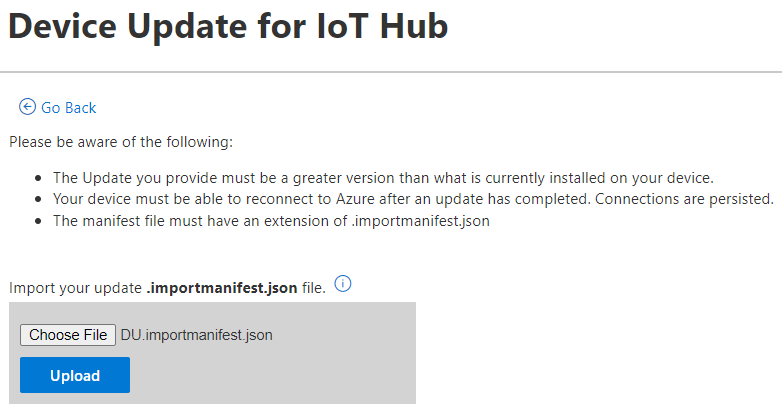 Device Update for IoT Hub
Go Back
Please be aware of the following:
The Update you provide must be a greater version than what is currently installed on your device.
Your device must be able to reconnect to Azure after an update has completed. Connections are persisted.
The manifest file must have an extension of .importmanifest.json
Import your update .importmanifest.json file.
Choose File DU.importmanifest.json
Upload